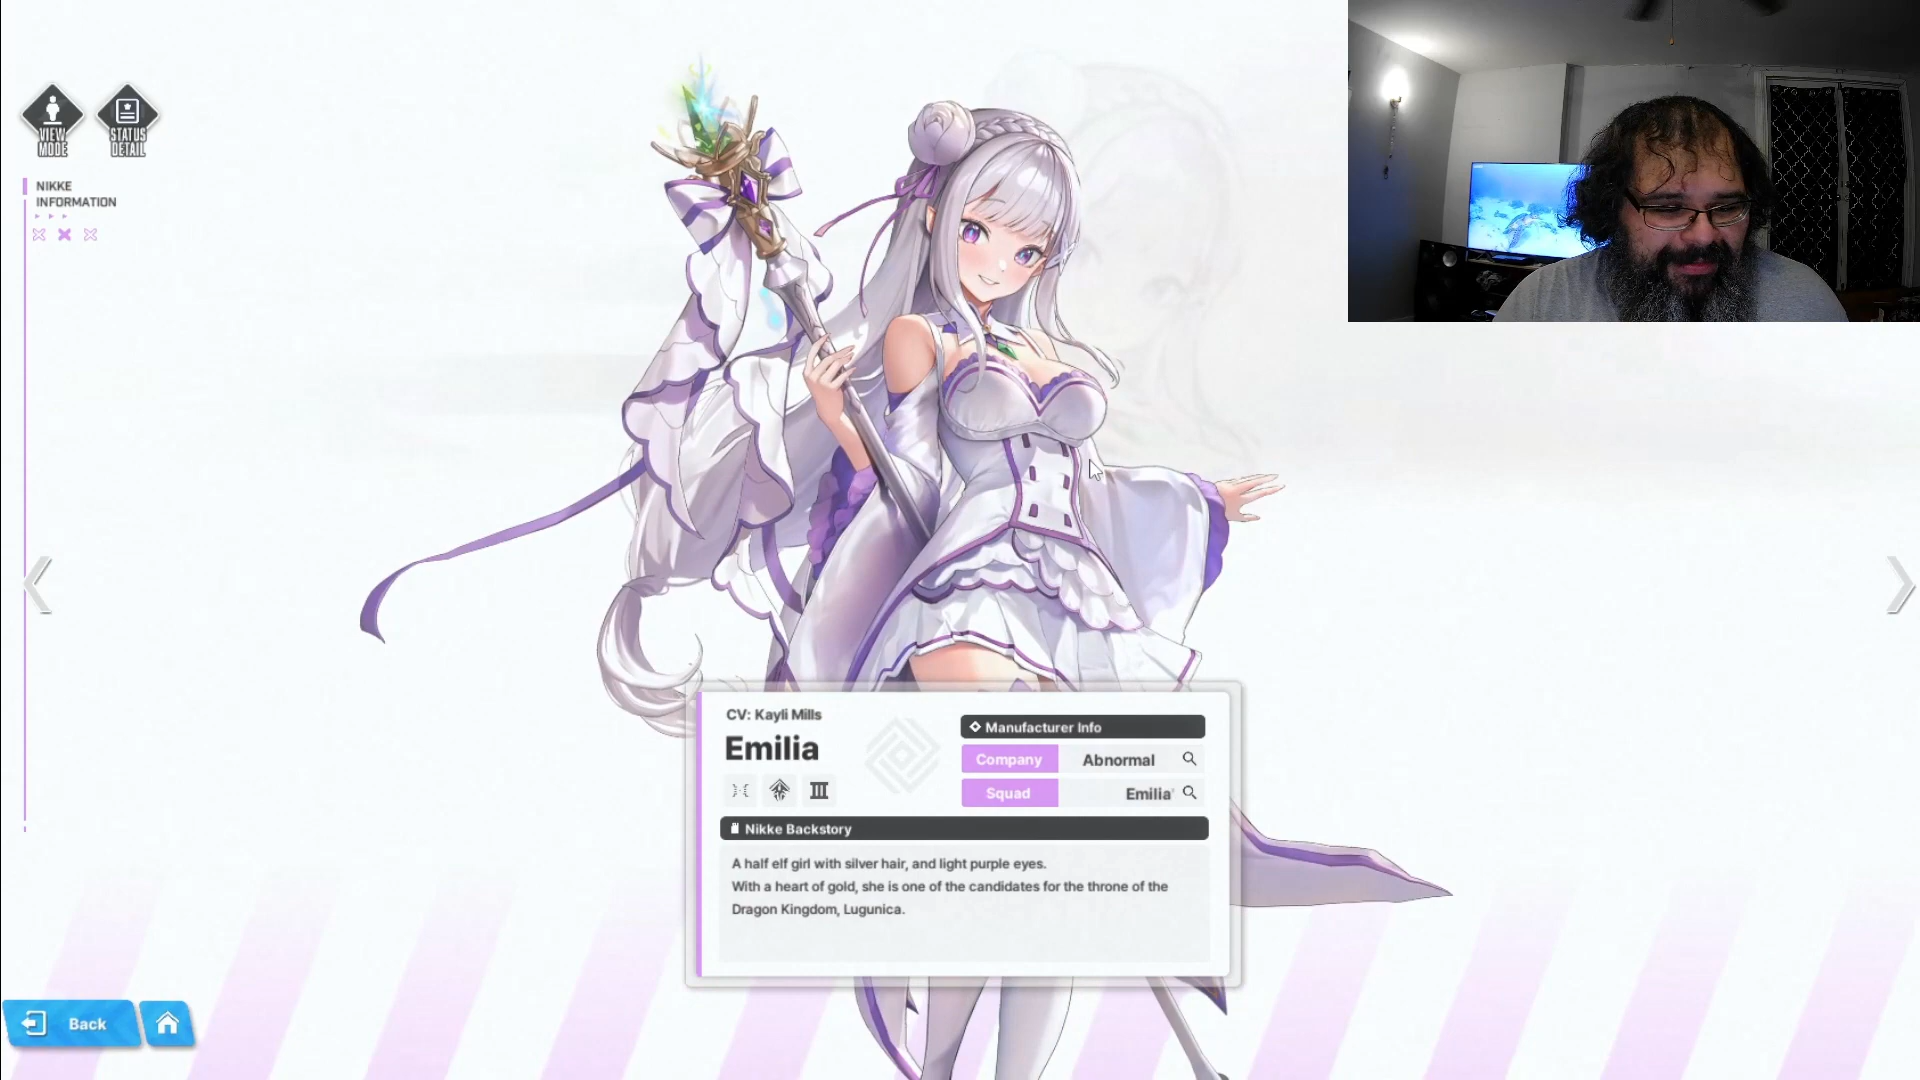 VIEW
MODE
STATUS
DETAIL
NIKKE
INFORMATION
CV: Kayli Mills
Emilia
III
Manufacturer Info
Company Abnormal
Squad Emilia
Nikke Backstory
A half elf girl with silver hair, and light purple eyes.
With a heart of gold, she is one of the candidates for the throne of the
Dragon Kingdom, Lugunica.
Back